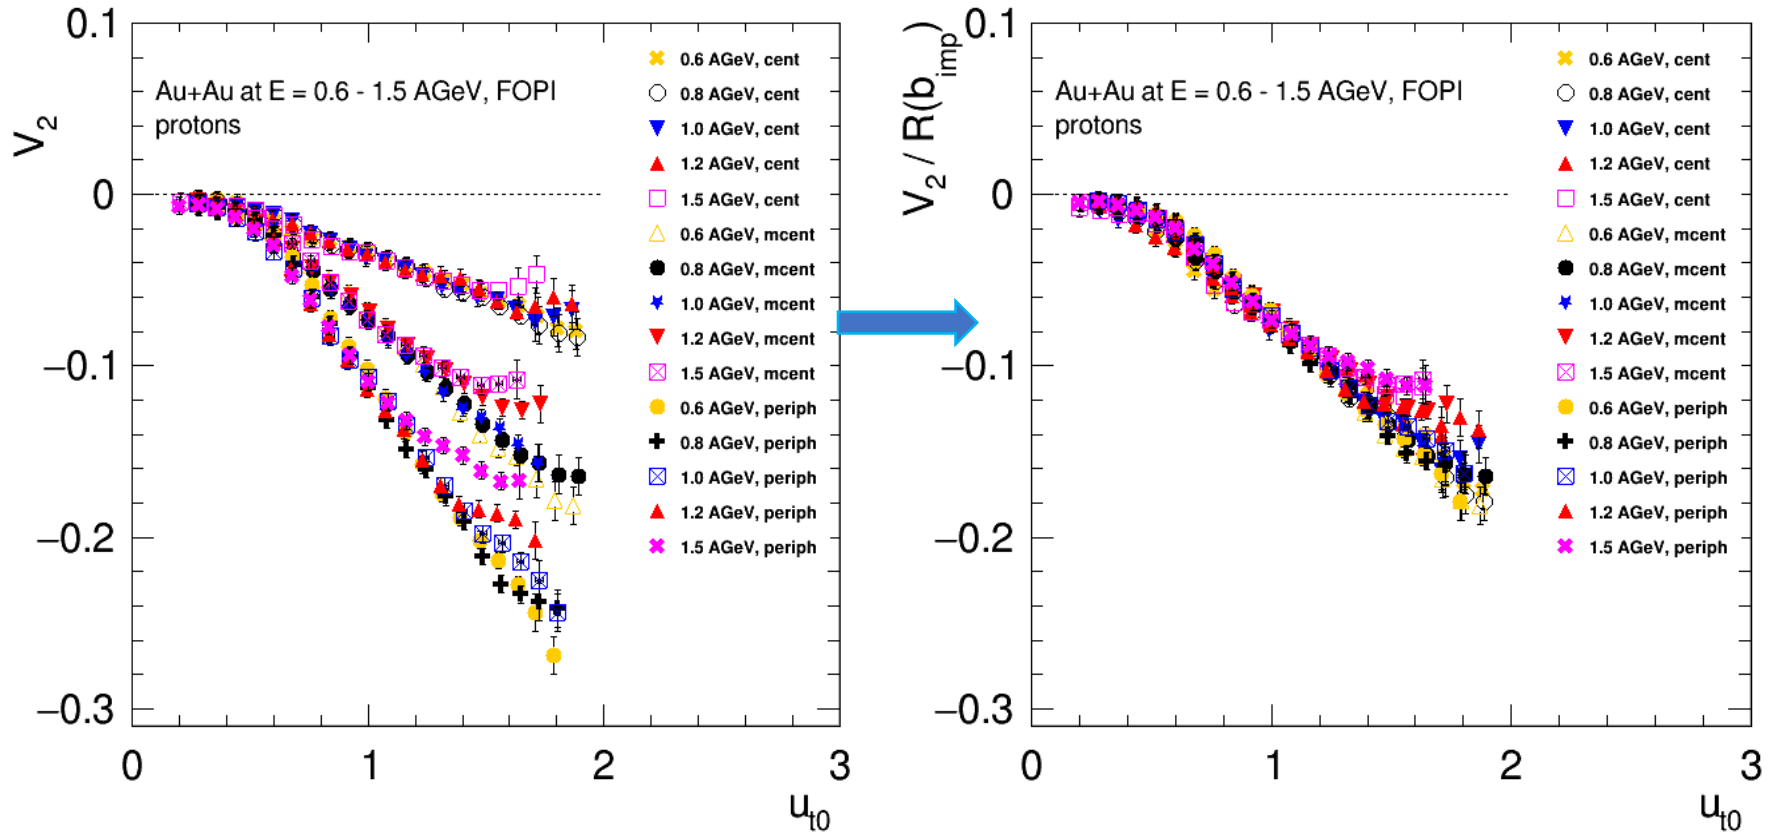 0.1
0
−0.1
−0.2
−0.3
V2
Au+Au at E = 0.6 - 1.5 AGeV, FOPI
protons
0.6 AGeV, cent
0.8 AGeV, cent
1.0 AGeV, cent
1.2 AGeV, cent
1.5 AGeV, cent
0.6 AGeV, mcent
0.8 AGeV, mcent
1.0 AGeV, mcent
1.2 AGeV, mcent
1.5 AGeV, mcent
0.6 AGeV, periph
0.8 AGeV, periph
1.0 AGeV, periph
1.2 AGeV, periph
1.5 AGeV, periph
0 1 2 3
ut0
0.1
0
−0.1
−0.2
−0.3
V2 / R(bimp)
Au+Au at E = 0.6 - 1.5 AGeV, FOPI
protons
0.6 AGeV, cent
0.8 AGeV, cent
1.0 AGeV, cent
1.2 AGeV, cent
1.5 AGeV, cent
0.6 AGeV, mcent
0.8 AGeV, mcent
1.0 AGeV, mcent
1.2 AGeV, mcent
1.5 AGeV, mcent
0.6 AGeV, periph
0.8 AGeV, periph
1.0 AGeV, periph
1.2 AGeV, periph
1.5 AGeV, periph
0 1 2 3
ut0